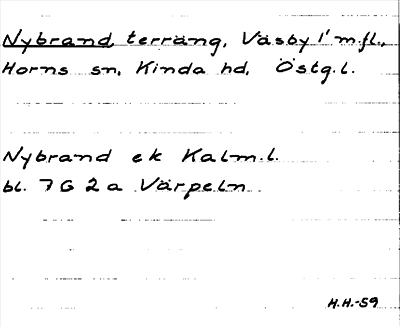 Nybrand, terräng, Väsby 1' m.fl.,
Horns sn, Kinda hd, Östg.l.
Nybrand ek Kalm.l.
bl. 7 G 2 a Värpeln
H.H.-59